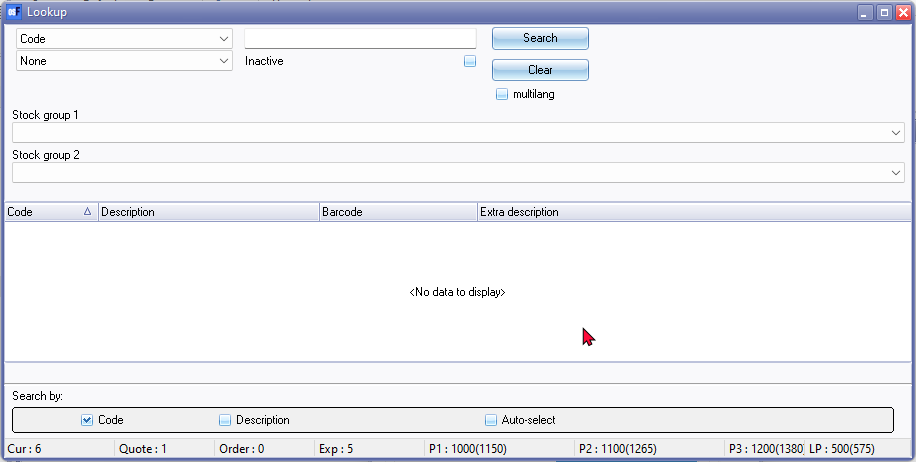 Lookup
Code Search
None Inactive Clear
multilang
Stock group 1
Stock group 2
Code Description Barcode Extra description
<No data to display>
Search by:
Code Description Auto-select
Cur : 6 Quote : 1 Order : 0 Exp : 5 P1 : 1000(1150) P2 : 1100(1265) P3 : 1200(1380) LP : 500(575)